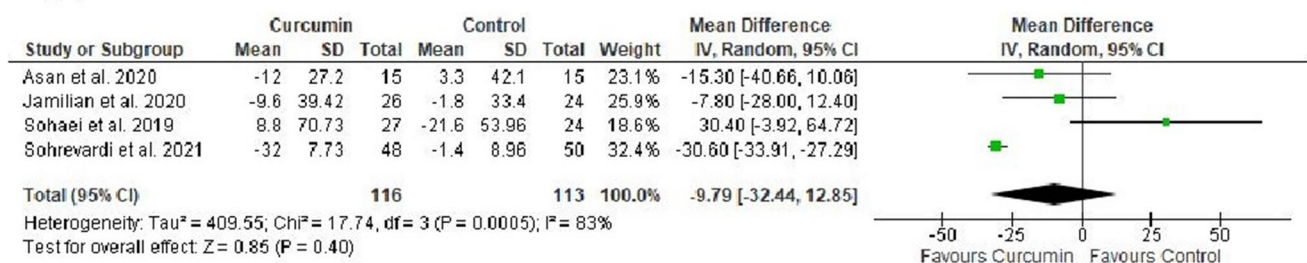 Curcumin Control Mean Difference Mean Difference
Study or Subgroup Mean SD Total Mean SD Total Weight IV, Random, 95% CI IV, Random, 95% CI
Asan et al. 2020 -12 27.2 15 3.3 42.1 15 23.1% -15.30 [-40.66, 10.06]
Jamilian et al. 2020 -9.6 39.42 26 -1.8 33.4 24 25.9% -7.80 [-28.00, 12.40]
Sohaei et al. 2019 8.8 70.73 27 -21.6 53.96 24 18.6% 30.40 [-3.92, 64.72]
Sohrevardi et al. 2021 -32 7.73 48 -1.4 8.96 50 32.4% -30.60 [-33.91, -27.29]
Total (95% CI) 116 113 100.0% -9.79 [-32.44, 12.85]
Heterogeneity: Tau² = 409.55; Chi² = 17.74, df = 3 (P = 0.0005); I² = 83%
Test for overall effect: Z = 0.85 (P = 0.40)
-50 -25 0 25 50
Favours Curcumin Favours Control